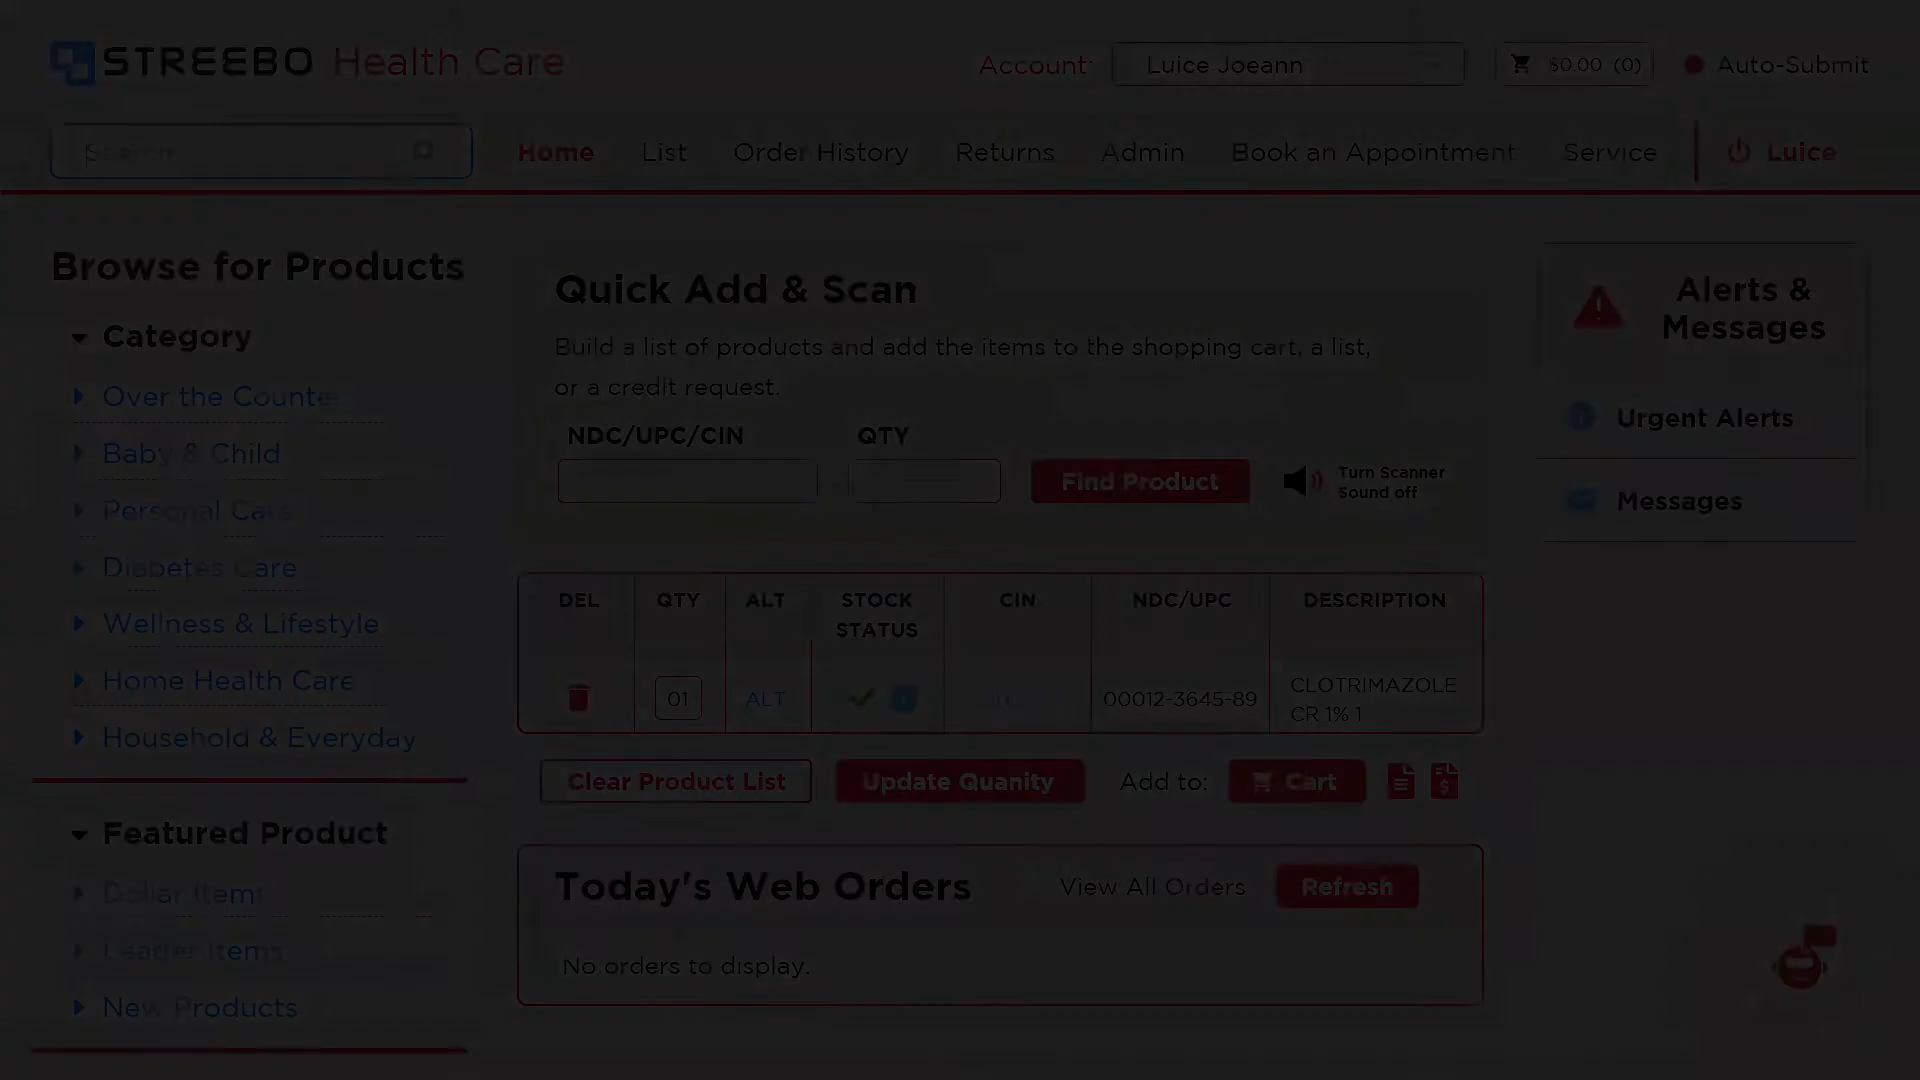 STREEBO Health Care
Account: Luice Joeann $0.00 (0) Auto-Submit
Search Home List Order History Returns Admin Book an Appointment Service Luice
Browse for Products
Category
Over the Counte
Baby & Child
Personal Care
Diabetes Care
Wellness & Lifestyle
Home Health Care
Household & Everyday
Featured Product
Dollar Items
Leader Items
New Products
Quick Add & Scan
Build a list of products and add the items to the shopping cart, a list,
or a credit request.
NDC/UPC/CIN QTY
Find Product
Turn Scanner
Sound off
DEL QTY ALT STOCK CIN NDC/UPC DESCRIPTION
STATUS
01 ALT 00012-3645-89 CLOTRIMAZOLE
CR 1% 1
Clear Product List Update Quanity Add to: Cart
Today's Web Orders View All Orders Refresh
No orders to display.
Alerts &
Messages
Urgent Alerts
Messages